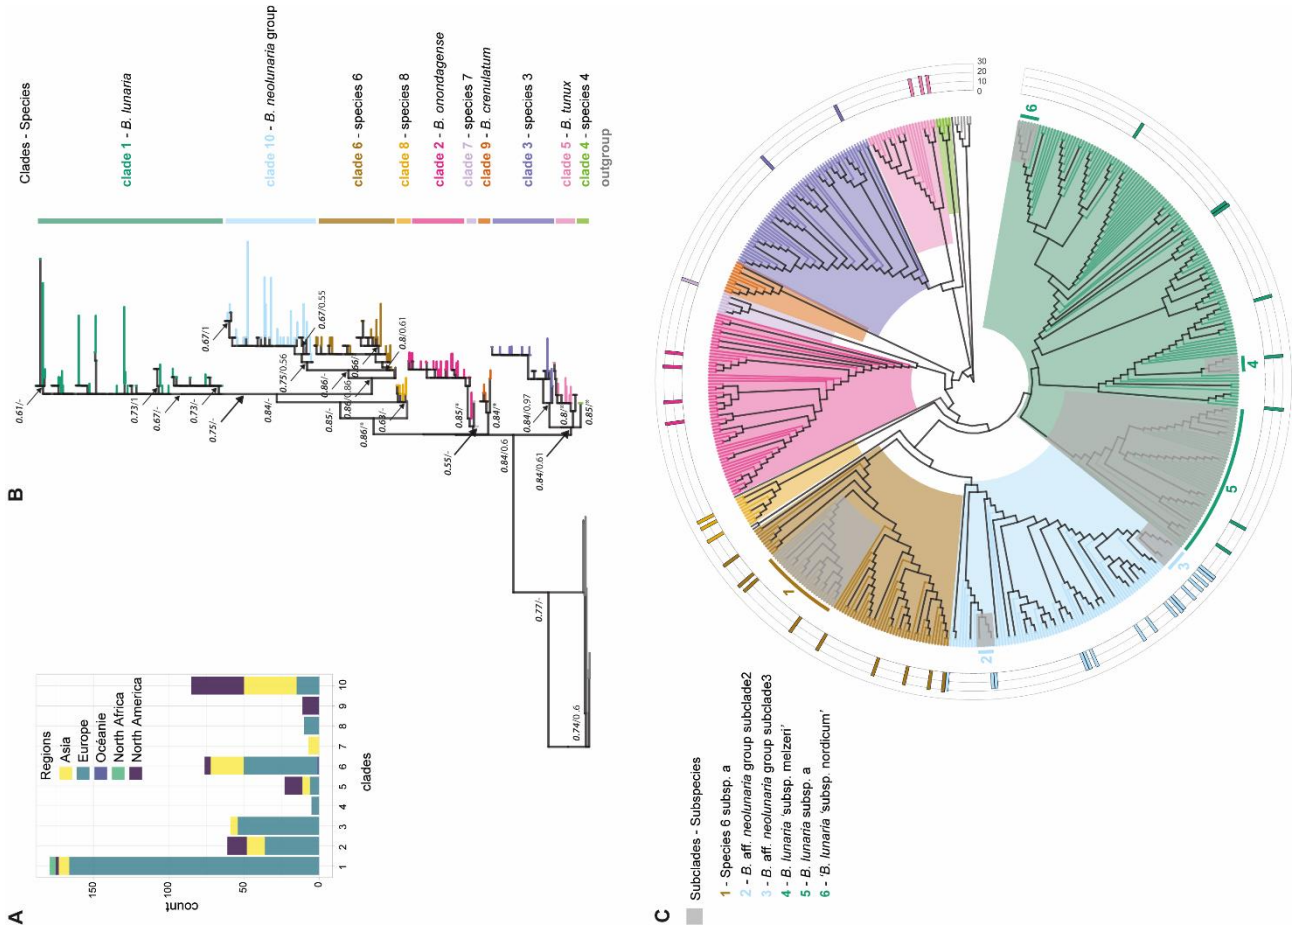 A
count
150
100
50
0
1
2
3
4
5
6
7
8
9
10
clades
Regions
Asia
Europe
Océanie
North Africa
North America
B
0.61/-
0.73/1
0.67/-
0.73/-
0.75/-
0.67/1
0.67/0.55
0.75/0.56
0.84/-
0.86/-
0.8/0.61
0.85/-
0.63/-
0.86/*
0.85/*
0.55/-
0.84/*
0.84/0.6
0.84/0.97
0.8/*
0.84/0.61
0.85/*
0.77/-
0.74/0.6
Clades - Species
clade 1 - B. lunaria
clade 10 - B. neolunaria group
clade 6 - species 6
clade 8 - species 8
clade 2 - B. onondagense
clade 7 - species 7
clade 9 - B. crenulatum
clade 3 - species 3
clade 5 - B. tunux
clade 4 - species 4
outgroup
C
Subclades - Subspecies
1 - Species 6 subsp. a
2 - B. aff. neolunaria group subclade2
3 - B. aff. neolunaria group subclade3
4 - B. lunaria 'subsp. melzeri'
5 - B. lunaria subsp. a
6 - 'B. lunaria 'subsp. nordicum'
1
2
3
5
4
6
30
20
10
0